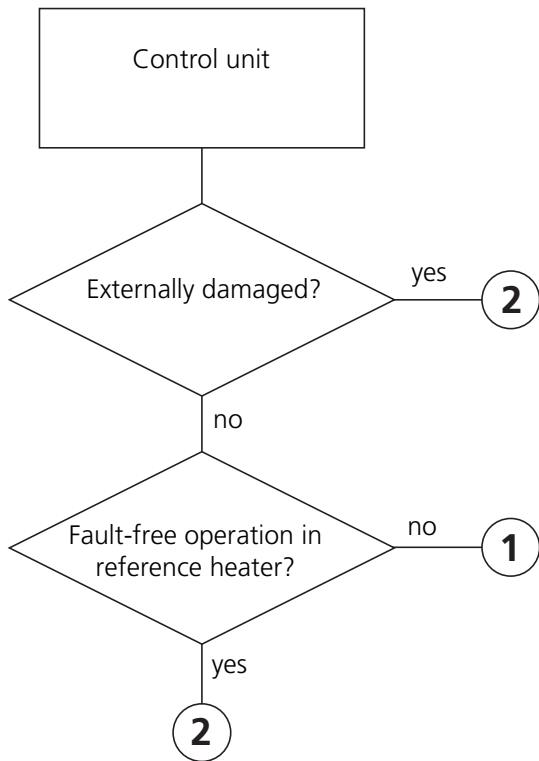 Control unit
Externally damaged?
yes
2
no
Fault-free operation in
reference heater?
no
1
yes
2